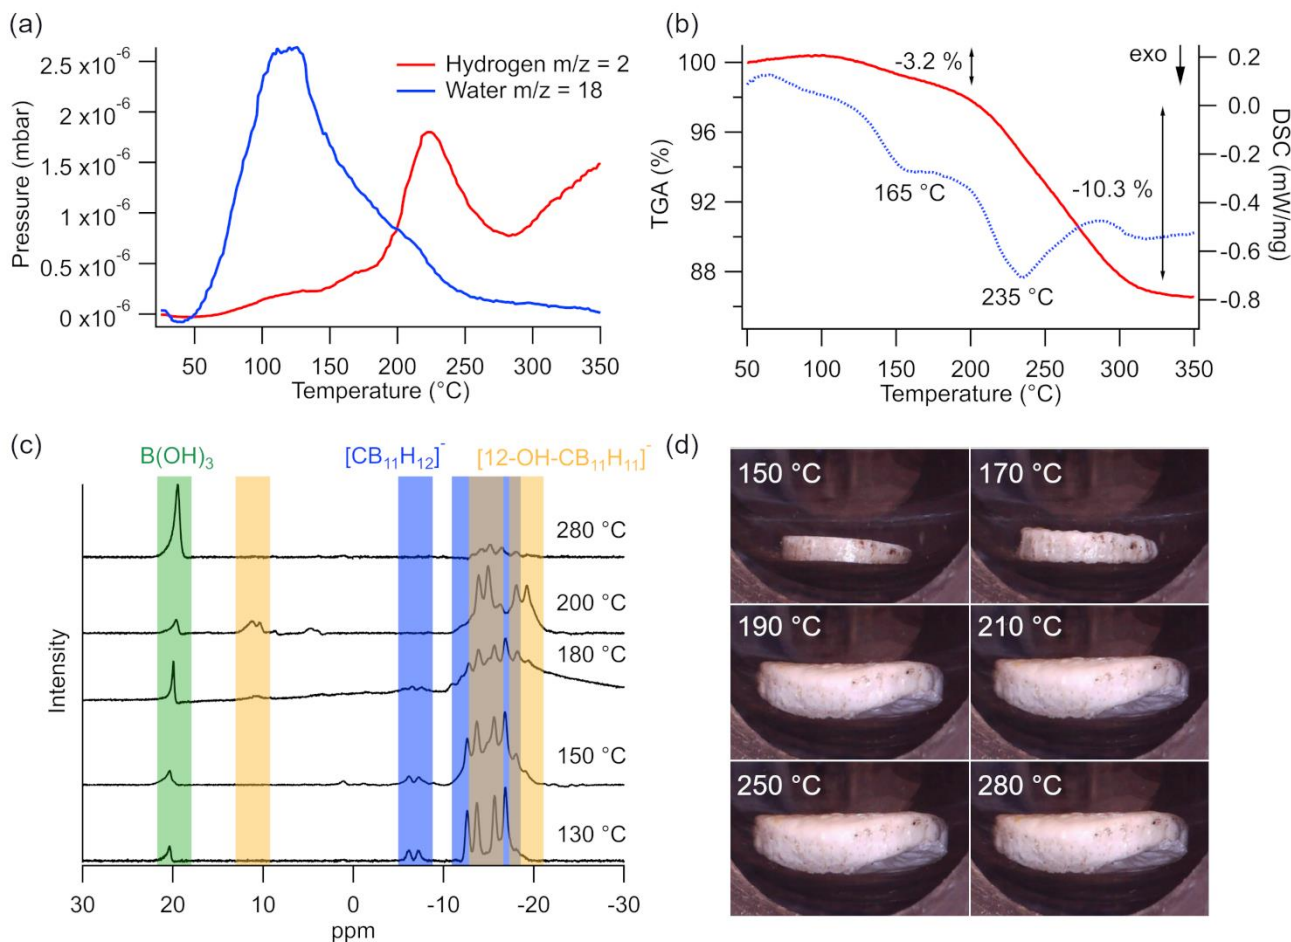 (a)
2.5 x10⁻⁶
2 x10⁻⁶
1.5 x10⁻⁶
1 x10⁻⁶
0.5 x10⁻⁶
0 x10⁻⁶
Pressure (mbar)
Hydrogen m/z = 2
Water m/z = 18
50 100 150 200 250 300 350
Temperature (°C)
(b)
100
96
92
88
TGA (%)
-3.2 %
exo
-10.3 %
165 °C
235 °C
0.2
0.0
-0.2
-0.4
-0.6
-0.8
DSC (mW/mg)
50 100 150 200 250 300 350
Temperature (°C)
(c)
B(OH)₃ [CB₁₁H₁₂]⁻ [12-OH-CB₁₁H₁₁]⁻
280 °C
200 °C
180 °C
150 °C
130 °C
Intensity
30 20 10 0 -10 -20 -30
ppm
(d)
150 °C 170 °C
190 °C 210 °C
250 °C 280 °C